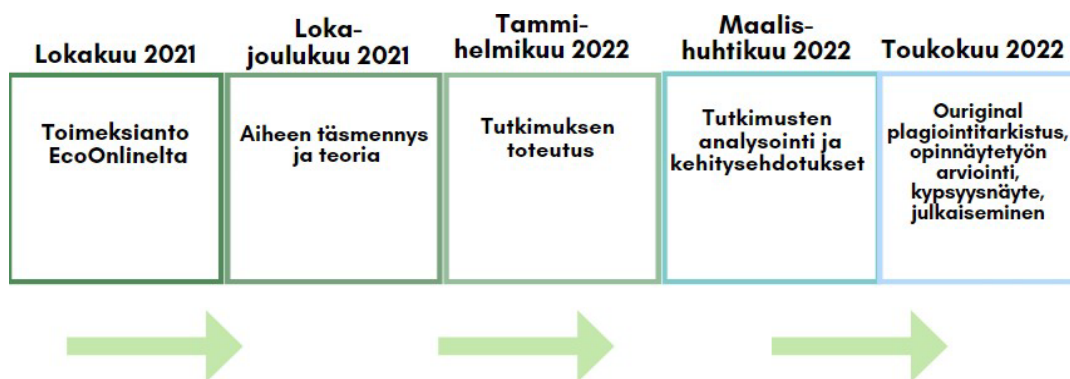 Lokakuu 2021
Toimeksianto
EcoOnlinelta
Loka-
joulukuu 2021
Aiheen täsmennys
ja teoria
Tammi-
helmikuu 2022
Tutkimuksen
toteutus
Maalis-
huhtikuu 2022
Tutkimusten
analysointi ja
kehitysehdotukset
Toukokuu 2022
Ouriginal
plagiointitarkistus,
opinnäytetyön
arviointi,
kypsyysnäyte,
julkaiseminen